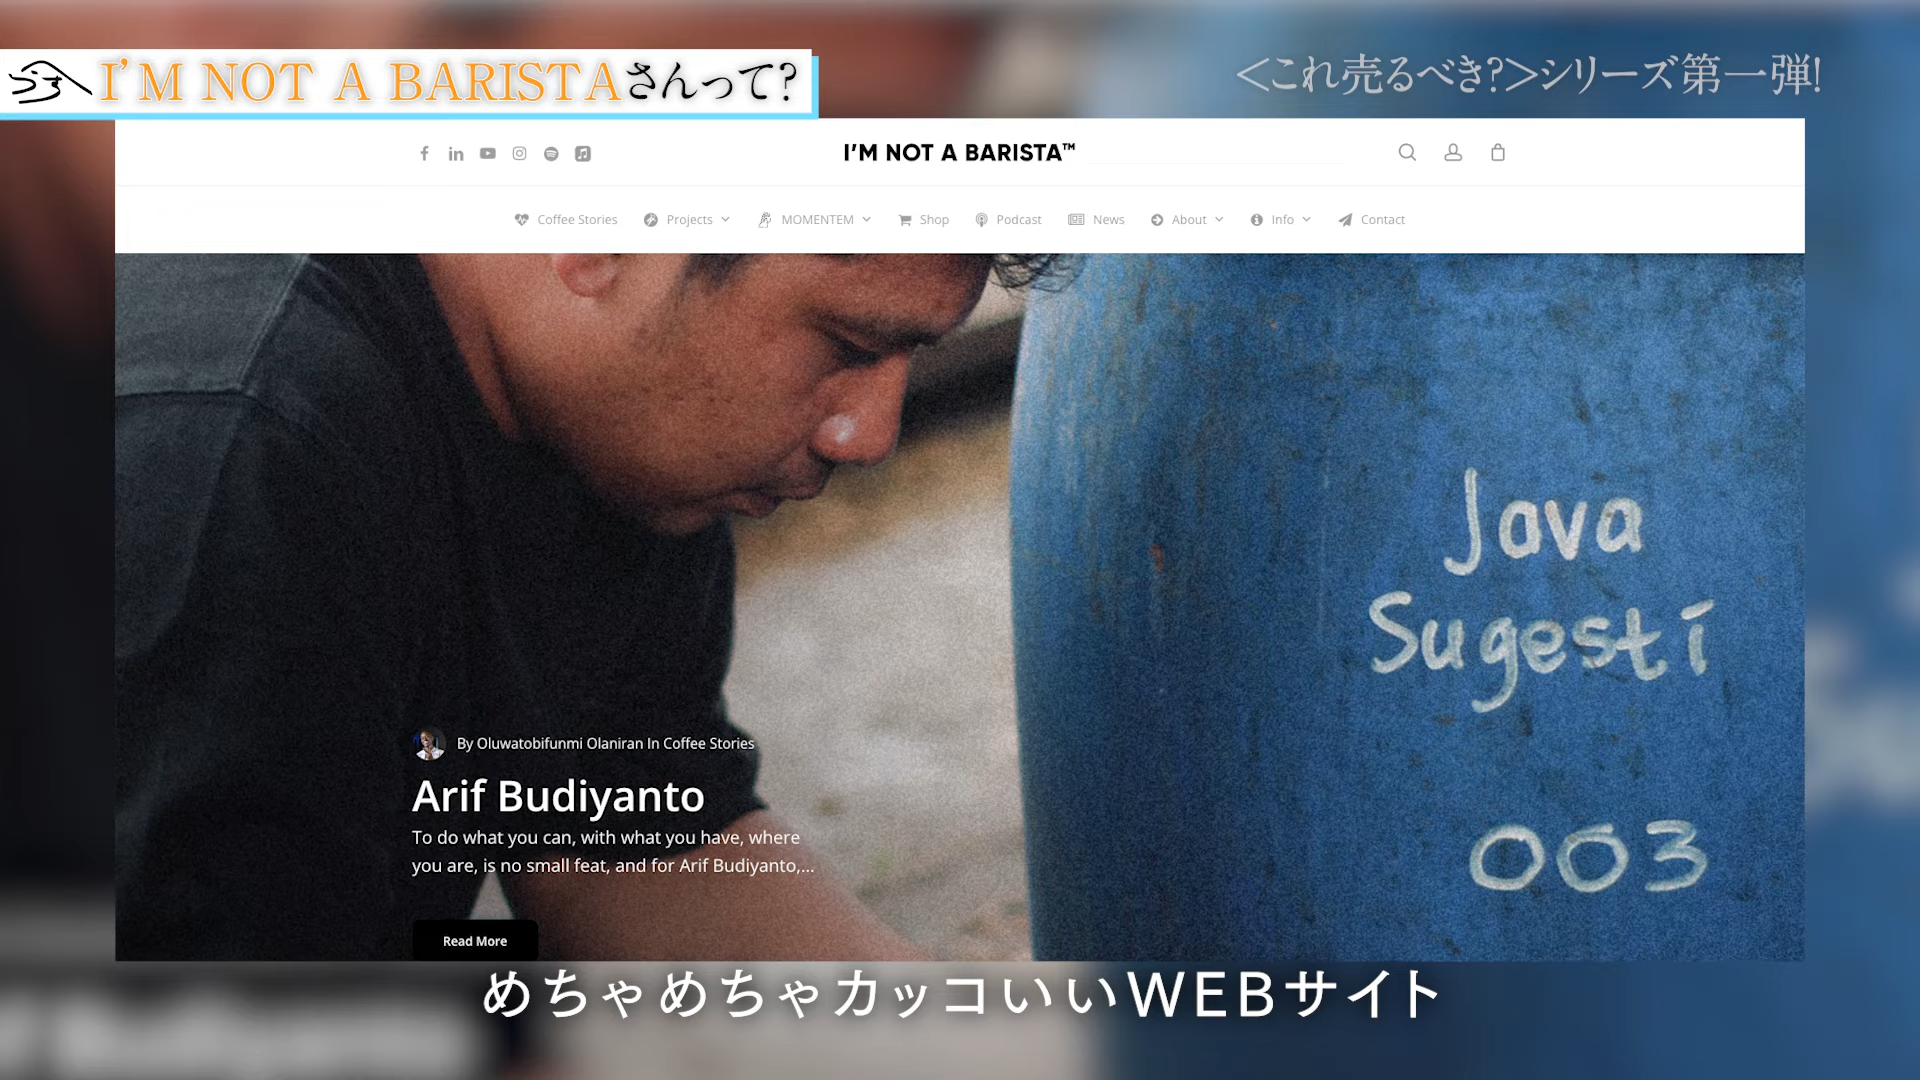 I'M NOT A BARISTAさんって?
<これ売るべき?>シリーズ第一弾!
I'M NOT A BARISTA™
Coffee Stories Projects MOMENTEM Shop Podcast News About Info Contact
Java
Sugesti
003
By Oluwatobifunmi Olaniran In Coffee Stories
Arif Budiyanto
To do what you can, with what you have, where
you are, is no small feat, and for Arif Budiyanto,...
Read More
めちゃめちゃカッコいいWEBサイト